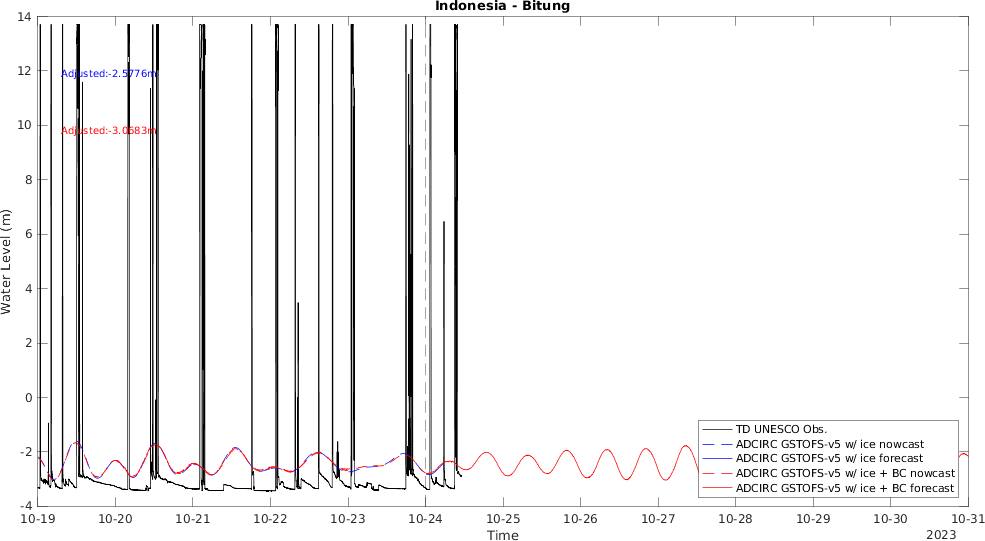 Indonesia - Bitung
14
12
10
8
6
4
2
0
-2
-4
Water Level (m)
Adjusted:-2.5776m
Adjusted:-3.0683m
10-19
10-20
10-21
10-22
10-23
10-24
10-25
10-26
10-27
10-28
10-29
10-30
10-31
Time
2023
TD UNESCO Obs.
ADCIRC GSTOFS-v5 w/ ice nowcast
ADCIRC GSTOFS-v5 w/ ice forecast
ADCIRC GSTOFS-v5 w/ ice + BC nowcast
ADCIRC GSTOFS-v5 w/ ice + BC forecast